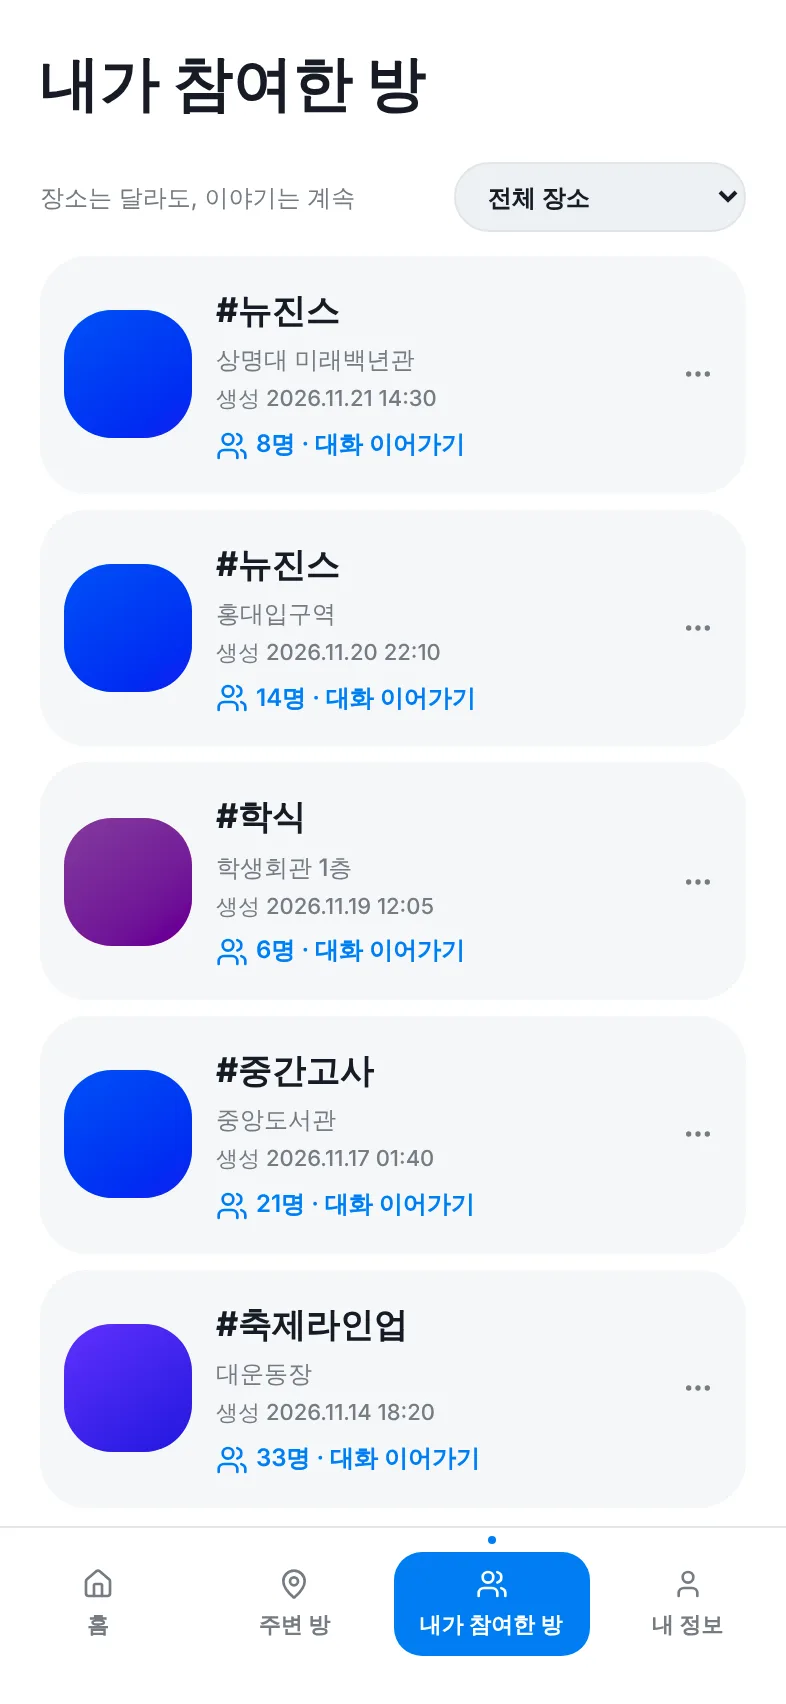 내가 참여한 방
장소는 달라도, 이야기는 계속
전체 장소
#뉴진스
상명대 미래백년관
생성 2026.11.21 14:30
8명 · 대화 이어가기
#뉴진스
홍대입구역
생성 2026.11.20 22:10
14명 · 대화 이어가기
#학식
학생회관 1층
생성 2026.11.19 12:05
6명 · 대화 이어가기
#중간고사
중앙도서관
생성 2026.11.17 01:40
21명 · 대화 이어가기
#축제라인업
대운동장
생성 2026.11.14 18:20
33명 · 대화 이어가기
홈
주변 방
내가 참여한 방
내 정보